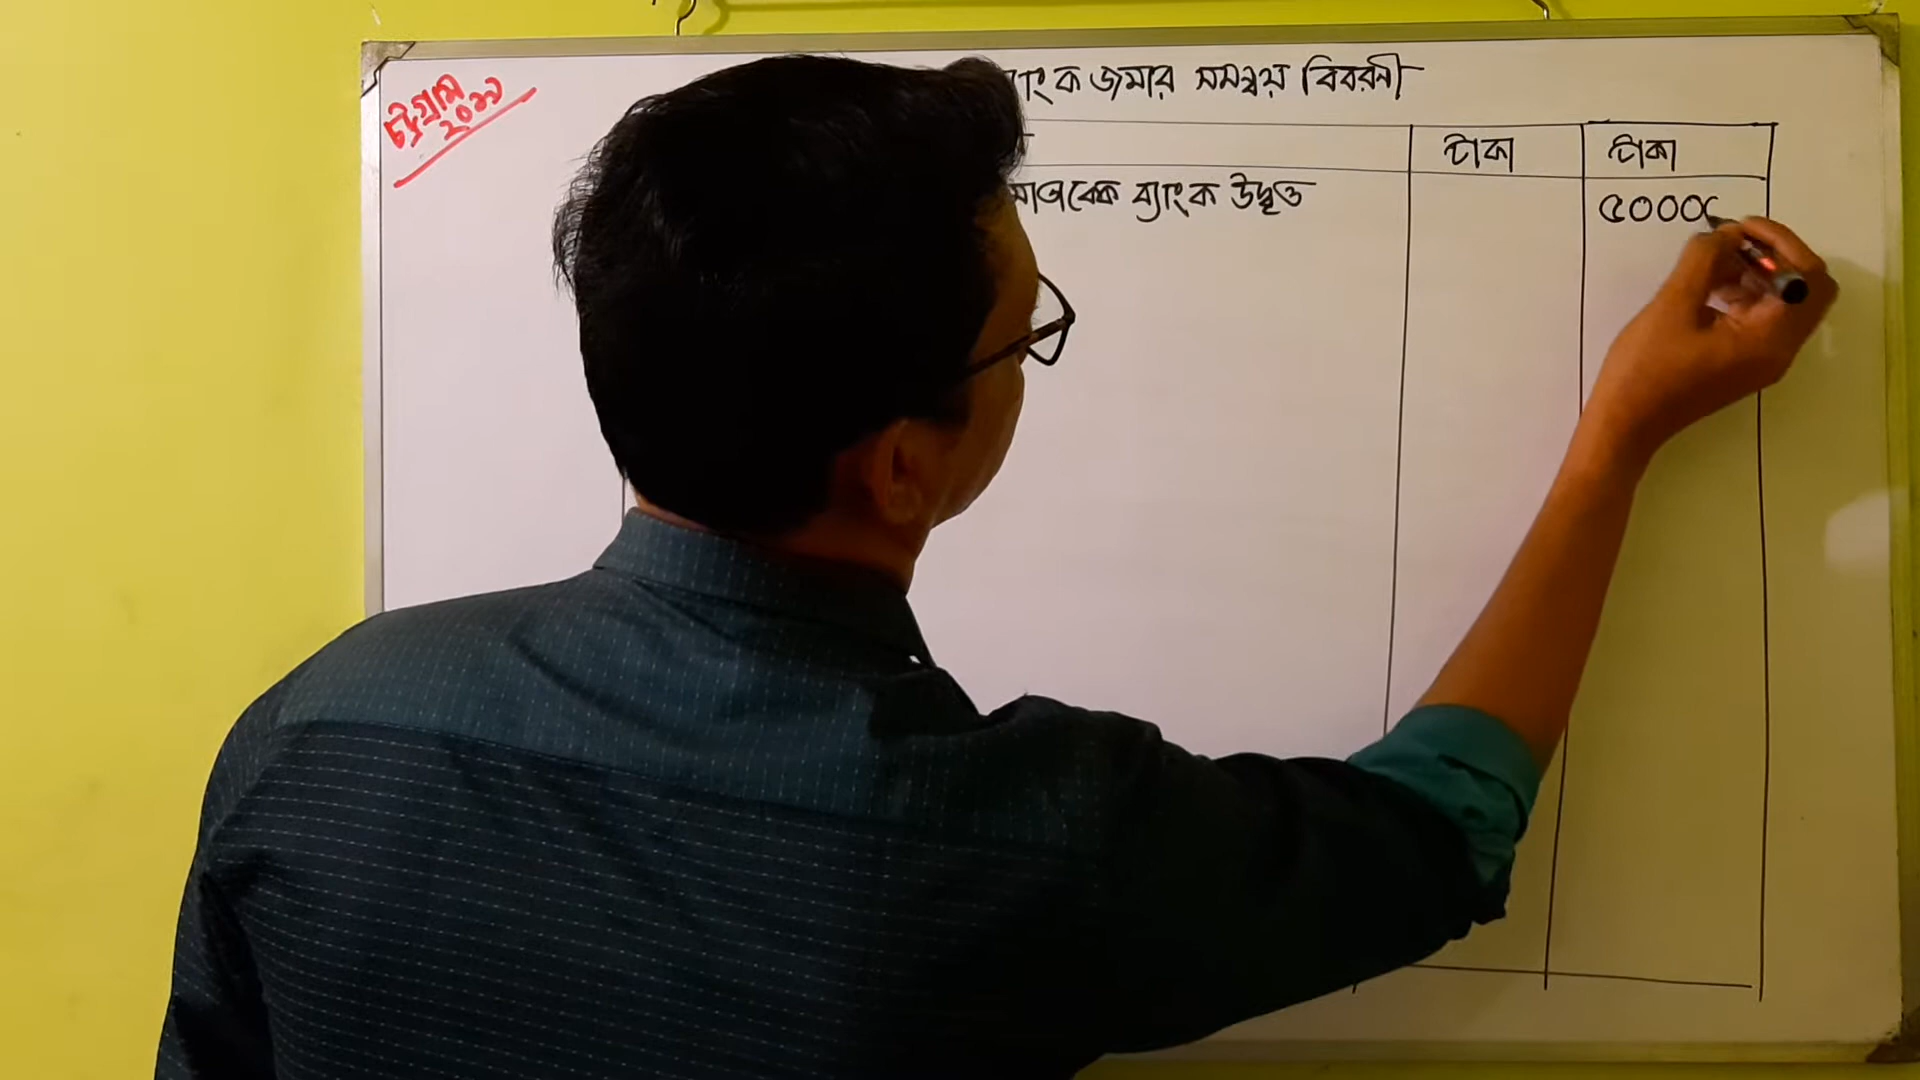 চট্টগ্রাম
২০১৯
জমার সমন্বয় বিবরণী
টাকা টাকা
মোতাবেক ব্যাংক উদ্বৃত্ত ৫০০০০